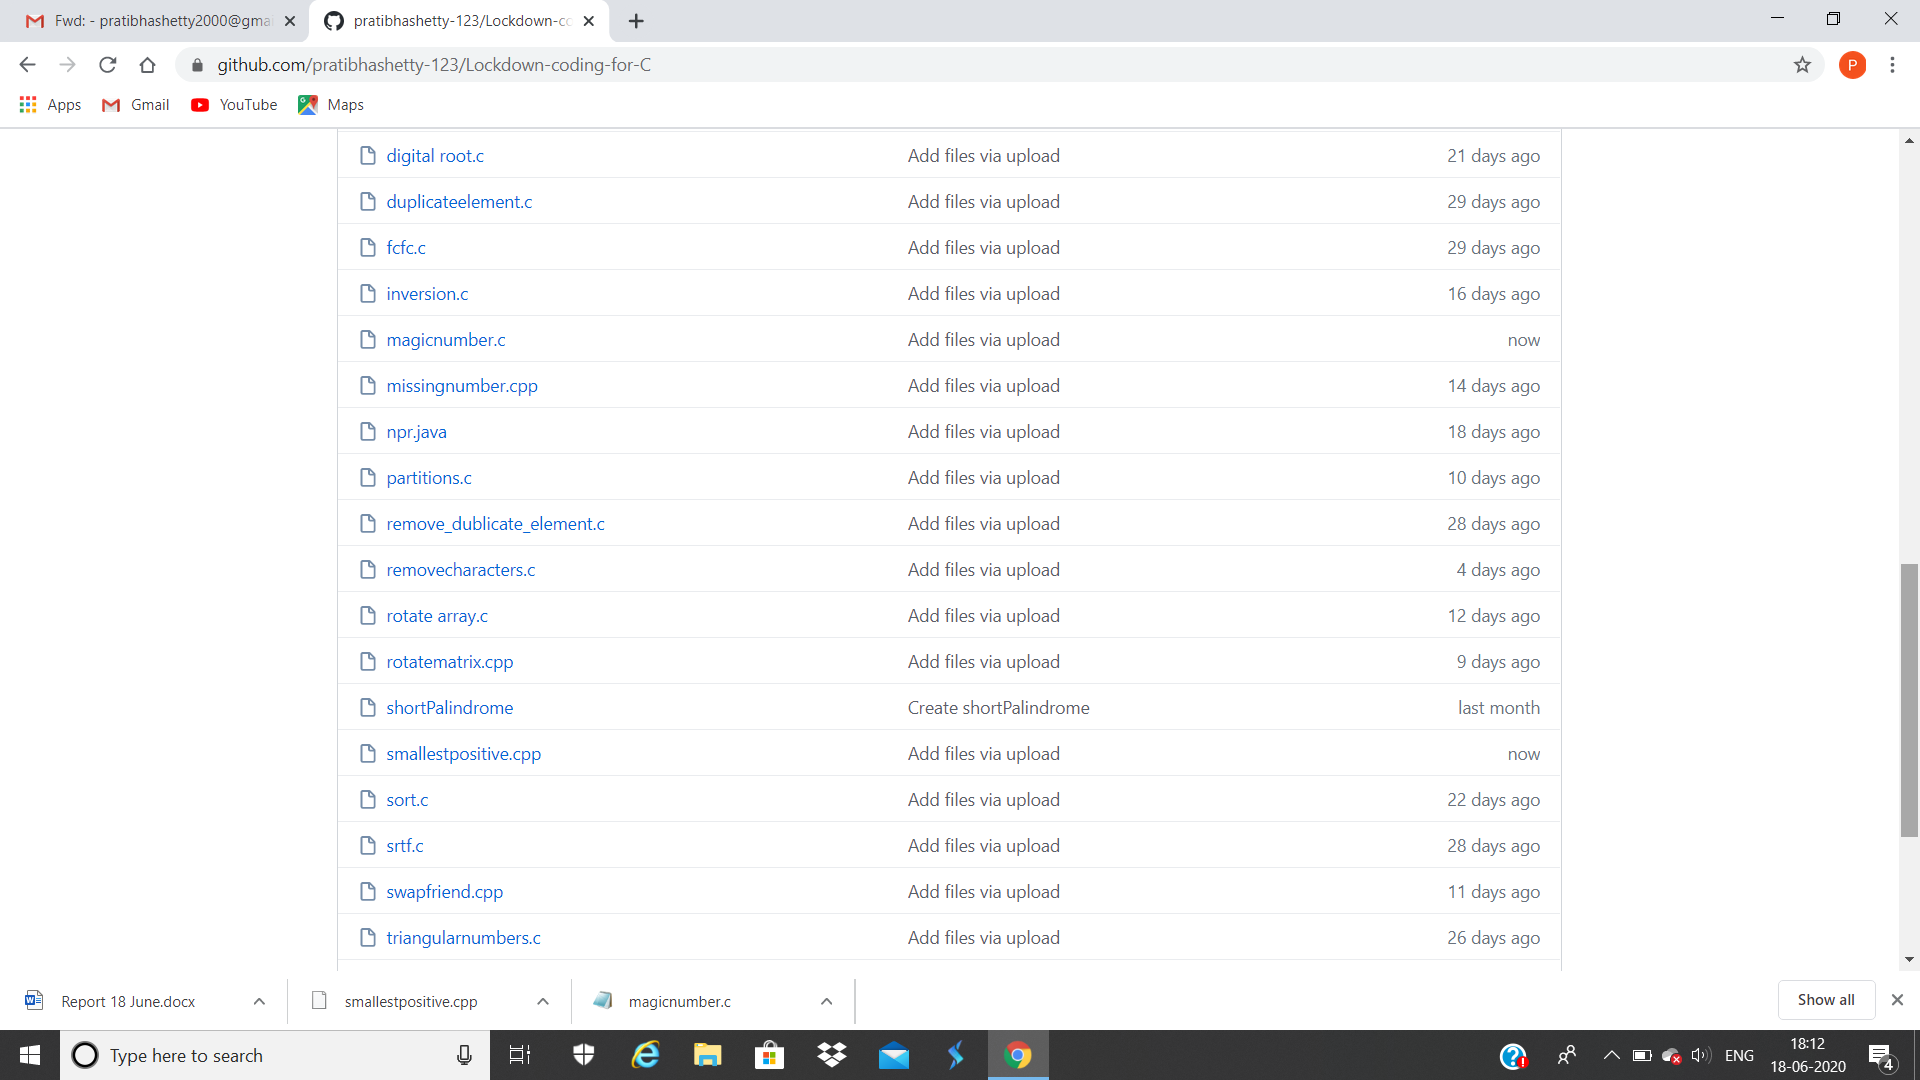 Fwd: - pratibhashetty2000@gmai
pratibhashetty-123/Lockdown-co
github.com/pratibhashetty-123/Lockdown-coding-for-C
P
Apps Gmail YouTube Maps
digital root.c Add files via upload 21 days ago
duplicateelement.c Add files via upload 29 days ago
fcfc.c Add files via upload 29 days ago
inversion.c Add files via upload 16 days ago
magicnumber.c Add files via upload now
missingnumber.cpp Add files via upload 14 days ago
npr.java Add files via upload 18 days ago
partitions.c Add files via upload 10 days ago
remove_dublicate_element.c Add files via upload 28 days ago
removecharacters.c Add files via upload 4 days ago
rotate array.c Add files via upload 12 days ago
rotatematrix.cpp Add files via upload 9 days ago
shortPalindrome Create shortPalindrome last month
smallestpositive.cpp Add files via upload now
sort.c Add files via upload 22 days ago
srtf.c Add files via upload 28 days ago
swapfriend.cpp Add files via upload 11 days ago
triangularnumbers.c Add files via upload 26 days ago
Report 18 June.docx smallestpositive.cpp magicnumber.c Show all
Type here to search ENG 18:12
18-06-2020 4